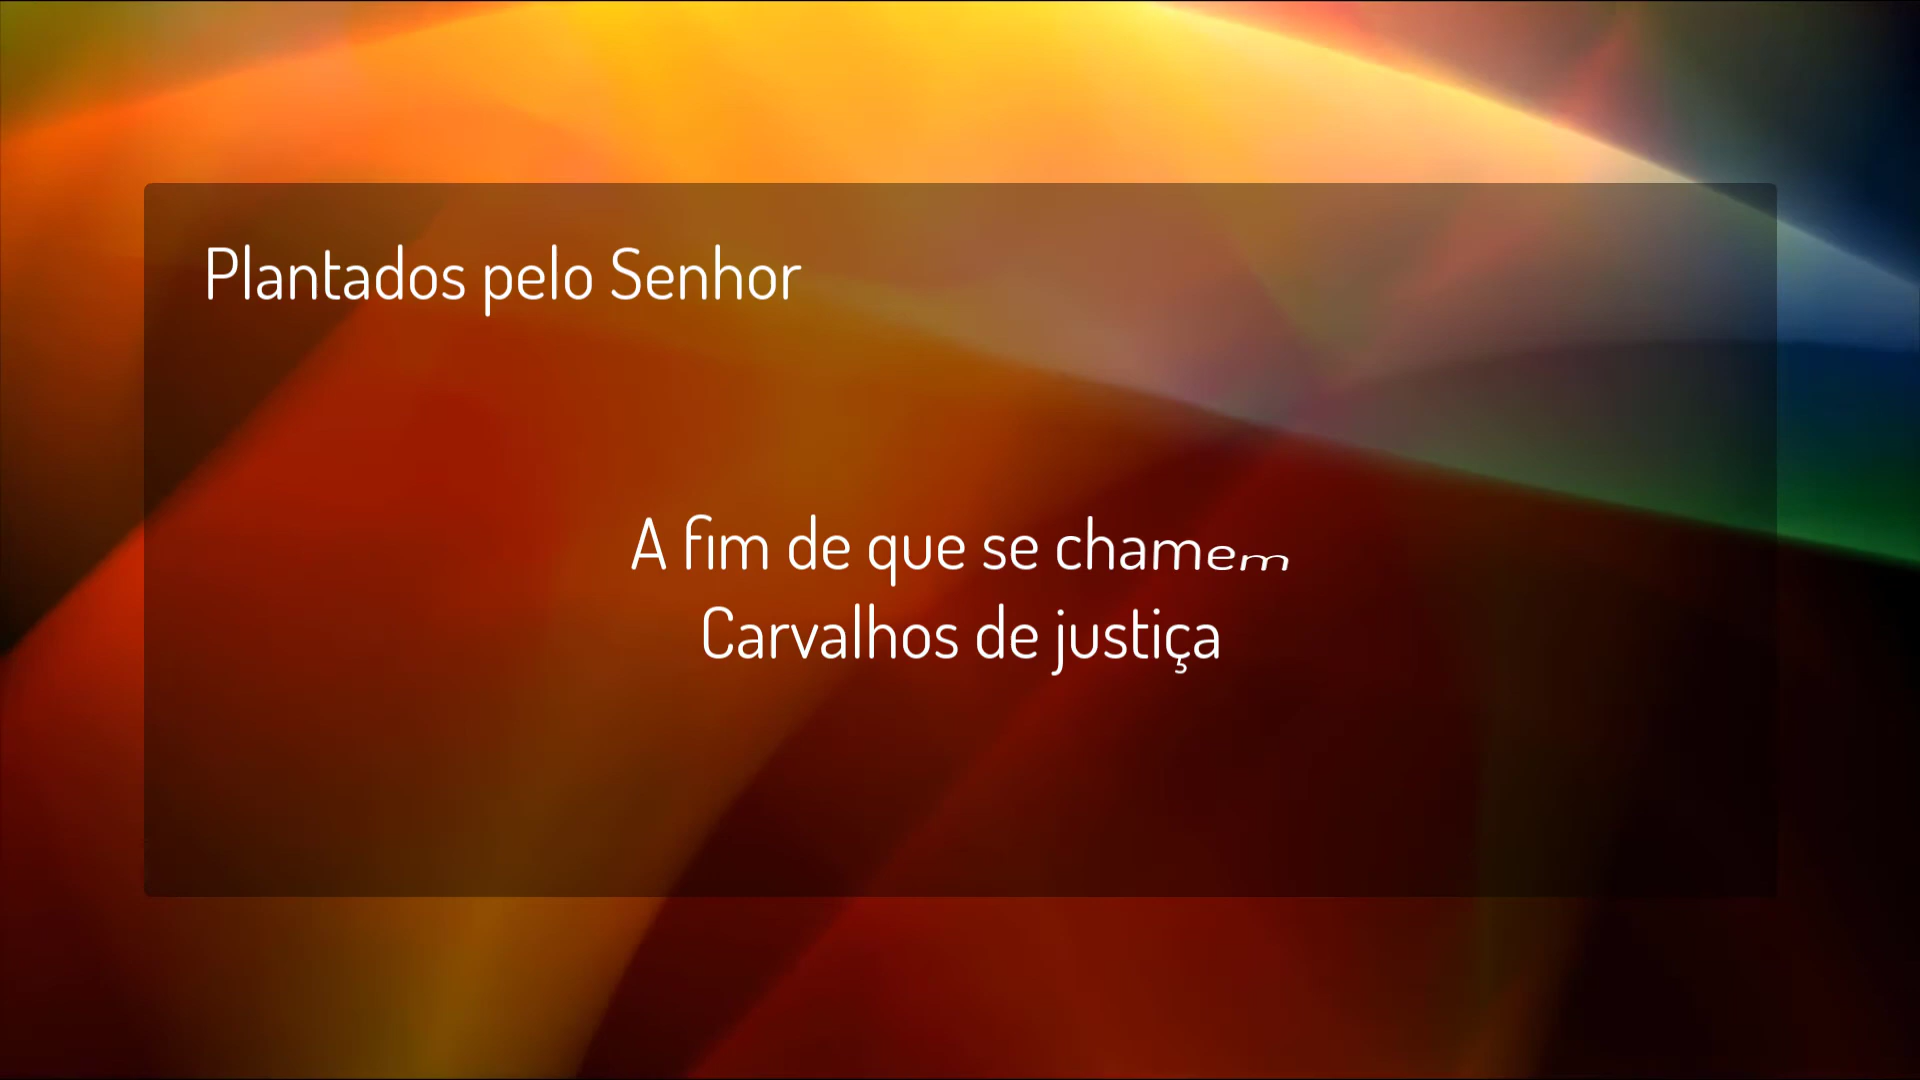 Plantados pelo Senhor
A fim de que se chamem
Carvalhos de justiça